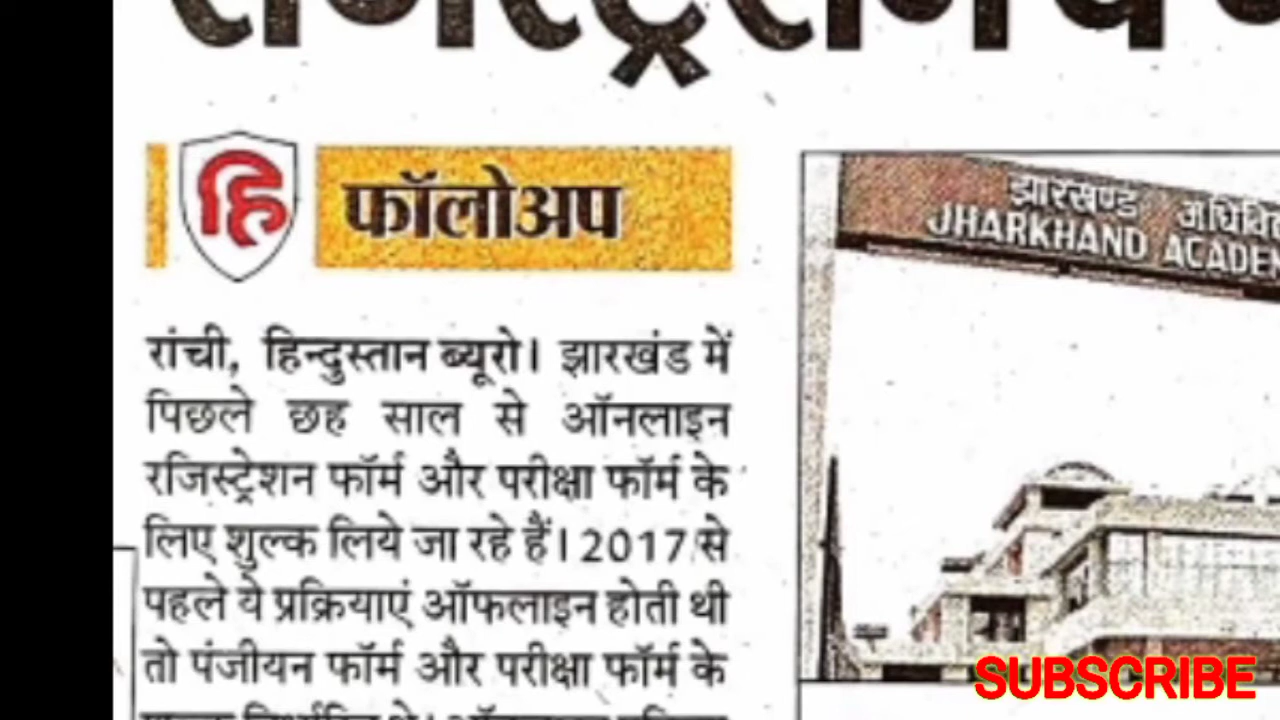 हि फॉलोअप
झारखण्ड
JHARKHAND
रांची, हिन्दुस्तान ब्यूरो। झारखंड में
पिछले छह साल से ऑनलाइन
रजिस्ट्रेशन फॉर्म और परीक्षा फॉर्म के
लिए शुल्क लिये जा रहे हैं। 2017 से
पहले ये प्रक्रियाएं ऑफलाइन होती थी
तो पंजीयन फॉर्म और परीक्षा फॉर्म के
SUBSCRIBE